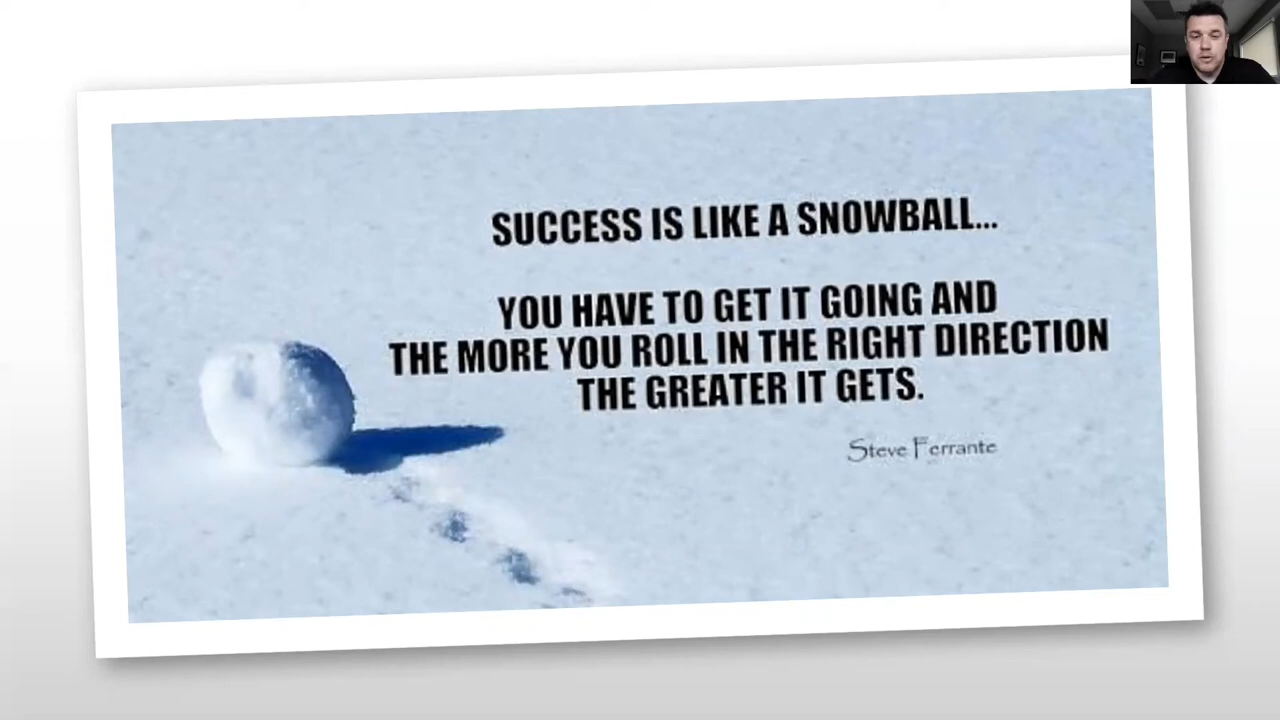 SUCCESS IS LIKE A SNOWBALL...
YOU HAVE TO GET IT GOING AND
THE MORE YOU ROLL IN THE RIGHT DIRECTION
THE GREATER IT GETS.
Steve Ferrante